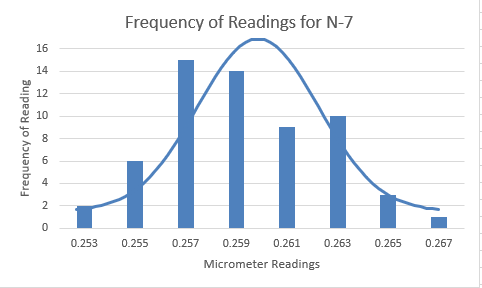 Frequency of Readings for N-7
Frequency of Reading
16
14
12
10
8
6
4
2
0
0.253 0.255 0.257 0.259 0.261 0.263 0.265 0.267
Micrometer Readings